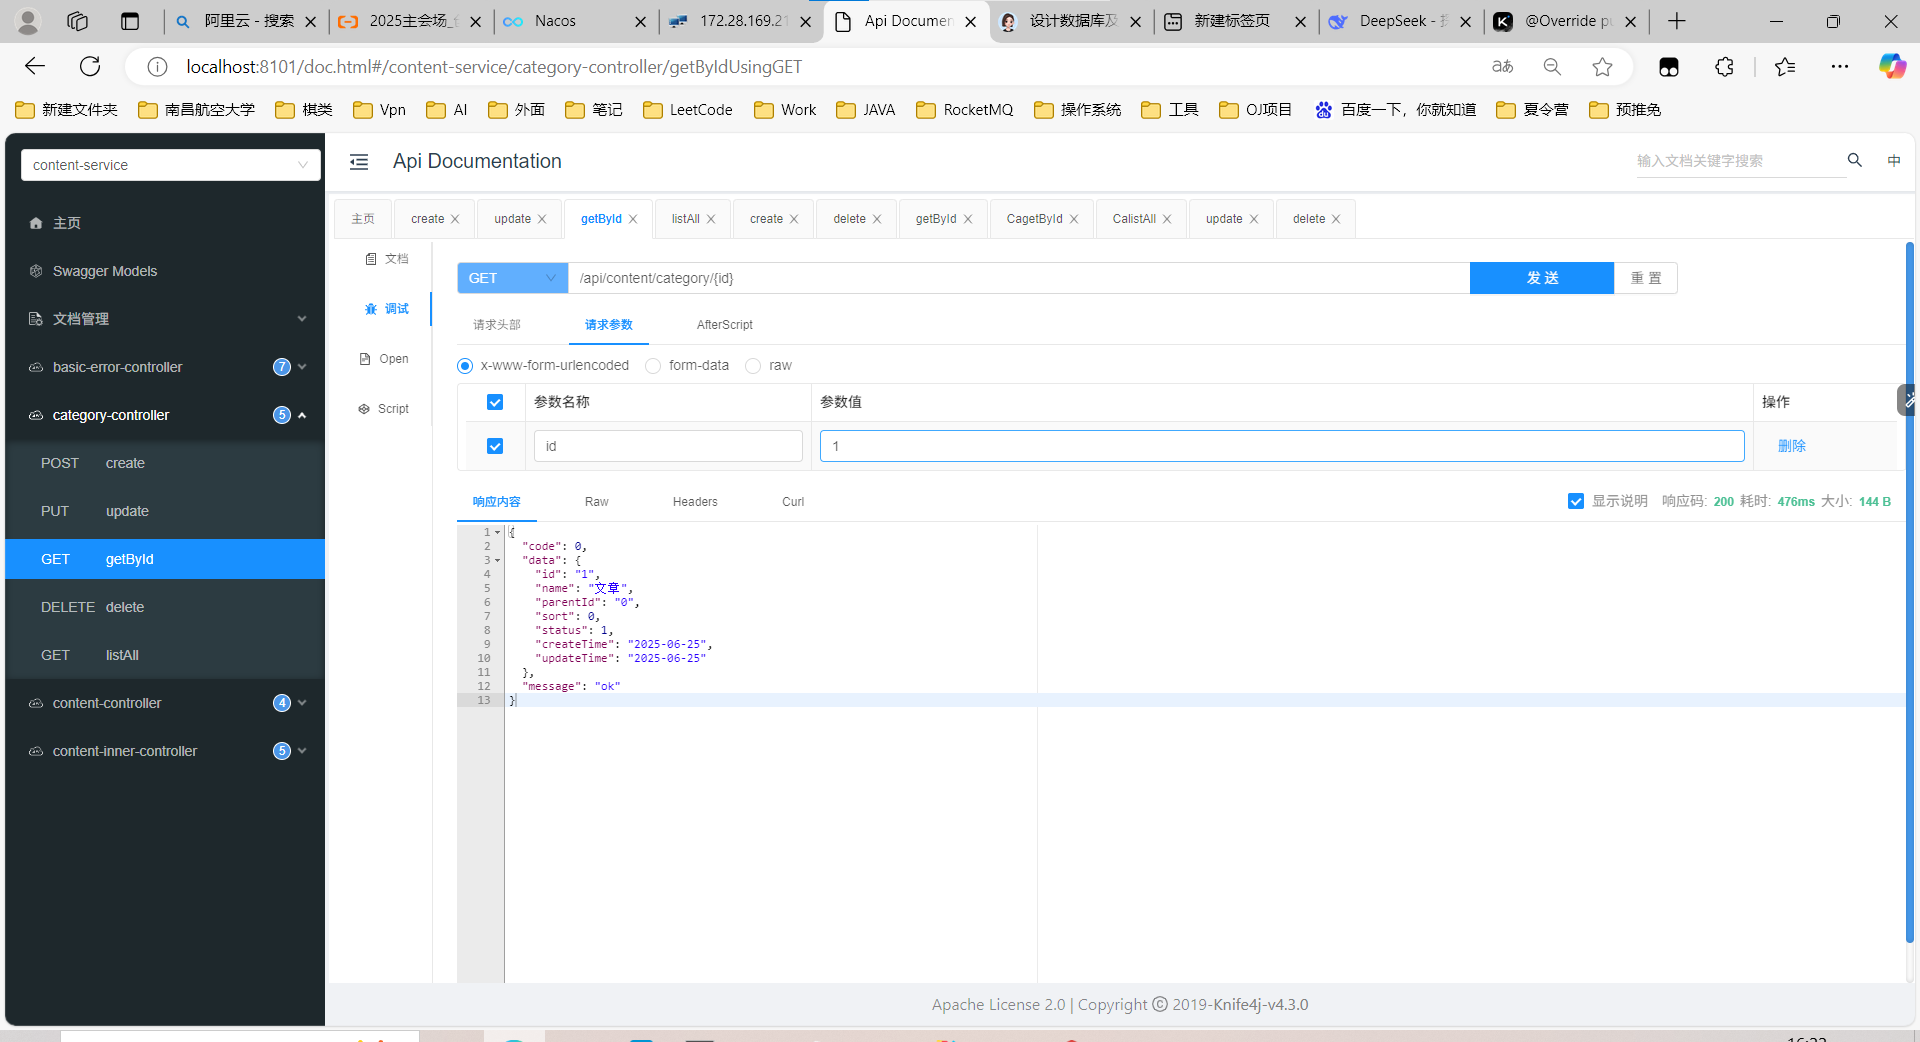 阿里云 - 搜索
2025主会场_
Nacos
172.28.169.21
Api Documen
设计数据库及
新建标签页
DeepSeek -
@Override pu
localhost:8101/doc.html#/content-service/category-controller/getByIdUsingGET
新建文件夹 南昌航空大学 棋类 Vpn AI 外面 笔记 LeetCode Work JAVA RocketMQ 操作系统 工具 OJ项目 百度一下，你就知道 夏令营 预推免
content-service
主页
Swagger Models
文档管理
basic-error-controller 7
category-controller 5
POST create
PUT update
GET getById
DELETE delete
GET listAll
content-controller 4
content-inner-controller 5
Api Documentation
输入文档关键字搜索
中
主页 create update getById listAll create delete getById CagetById CalistAll update delete
文档
调试
Open
Script
GET /api/content/category/{id} 发 送 重 置
请求头部 请求参数 AfterScript
x-www-form-urlencoded form-data raw
参数名称 参数值 操作
id 1 删除
响应内容 Raw Headers Curl 显示说明 响应码: 200 耗时: 476ms 大小: 144 B
1 {
2 "code": 0,
3 "data": {
4 "id": "1",
5 "name": "文章",
6 "parentId": "0",
7 "sort": 0,
8 "status": 1,
9 "createTime": "2025-06-25",
10 "updateTime": "2025-06-25"
11 },
12 "message": "ok"
13 }
Apache License 2.0 | Copyright © 2019-Knife4j-v4.3.0